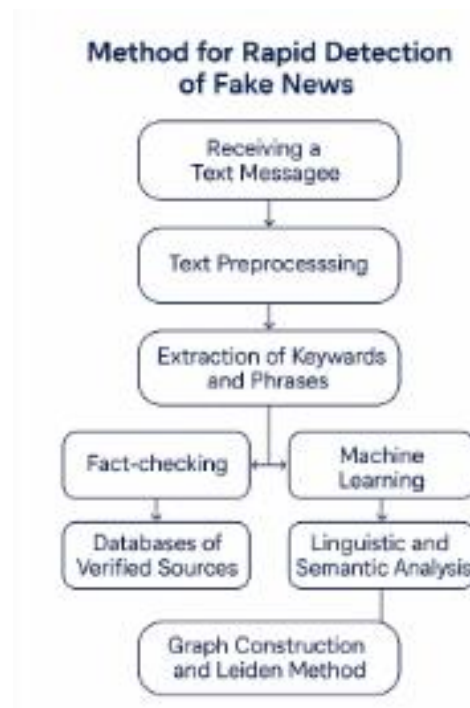 Method for Rapid Detection
of Fake News
Receiving a
Text Messagee
Text Preprocesssing
Extraction of Keywards
and Phrases
Fact-checking
Machine
Learning
Databases of
Verified Sources
Linguistic and
Semantic Analysis
Graph Construction
and Leiden Method